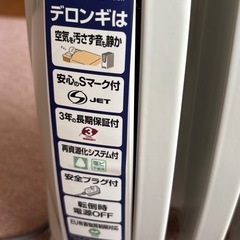 デロンギは
空気を汚さず音も静か
安心のSマーク付
S JET
3年の長期保証付
3
再資源化システム付
安全プラグ付
転倒時
電源OFF